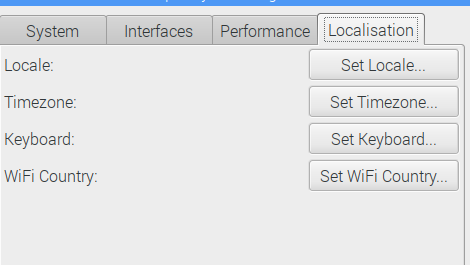 System Interfaces Performance Localisation
Locale: Set Locale...
Timezone: Set Timezone...
Keyboard: Set Keyboard...
WiFi Country: Set WiFi Country...